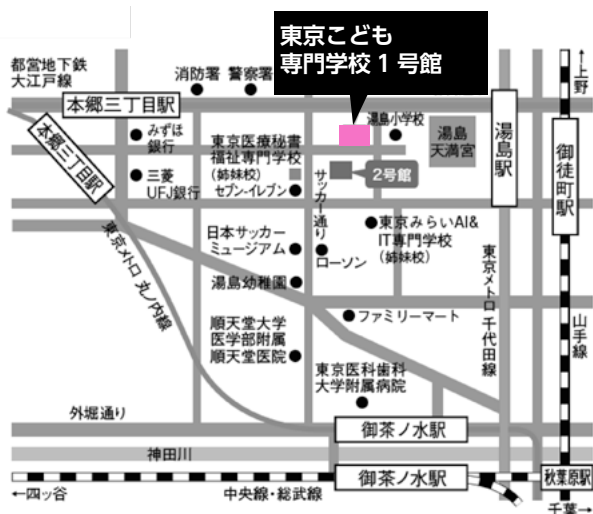 東京こども
専門学校1号館
都営地下鉄
大江戸線
消防署
警察署
↑上野
本郷三丁目駅
本郷三丁目駅
みずほ
銀行
東京医療秘書
福祉専門学校
(姉妹校)
セブン-イレブン
湯島小学校
湯島
天満宮
湯島駅
御徒町駅
三菱
UFJ銀行
2号館
サッカー通り
日本サッカー
ミュージアム
ローソン
東京みらいAI&
IT専門学校
(姉妹校)
東京メトロ 丸ノ内線
湯島幼稚園
東京メトロ 千代田線
山手線
順天堂大学
医学部附属
順天堂医院
ファミリーマート
東京医科歯科
大学附属病院
外堀通り
御茶ノ水駅
神田川
御茶ノ水駅
秋葉原駅
←四ッ谷
中央線・総武線
千葉→